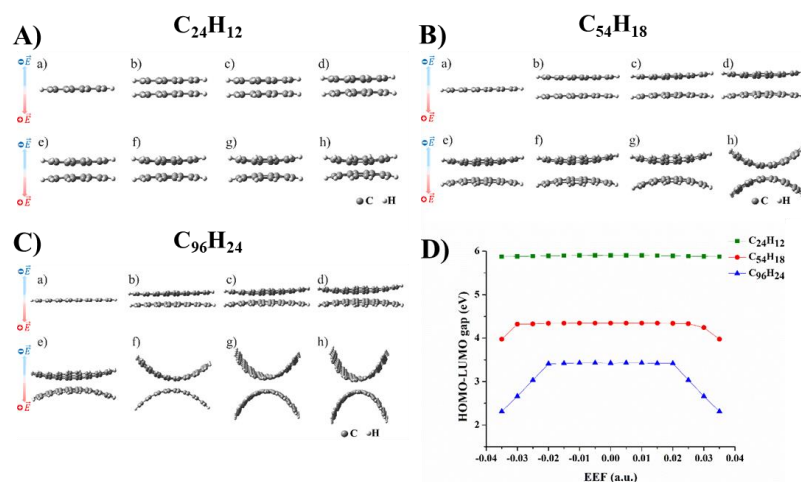 C24H12
A)
a) b) c) d)
E
e) f) g) h)
E
C H
C54H18
B)
a) b) c) d)
E
e) f) g) h)
E
C H
C96H24
C)
a) b) c) d)
E
e) f) g) h)
E
C H
D)
C24H12
C54H18
C96H24
HOMO-LUMO gap (eV)
6
5
4
3
2
-0.04 -0.03 -0.02 -0.01 0.00 0.01 0.02 0.03 0.04
EEF (a.u.)